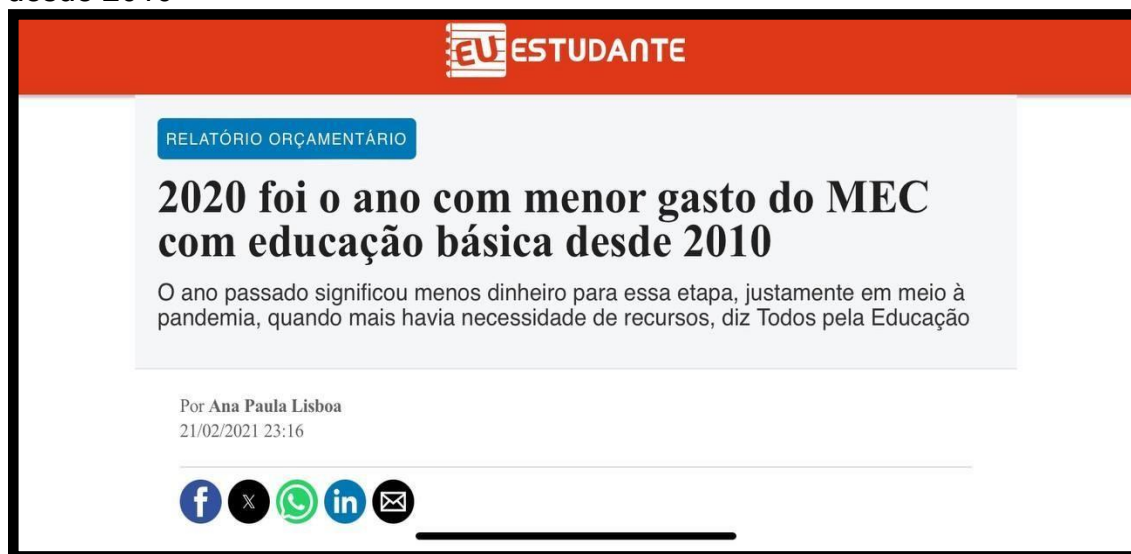 EU ESTUDANTE
RELATÓRIO ORÇAMENTÁRIO
2020 foi o ano com menor gasto do MEC
com educação básica desde 2010
O ano passado significou menos dinheiro para essa etapa, justamente em meio à
pandemia, quando mais havia necessidade de recursos, diz Todos pela Educação
Por Ana Paula Lisboa
21/02/2021 23:16